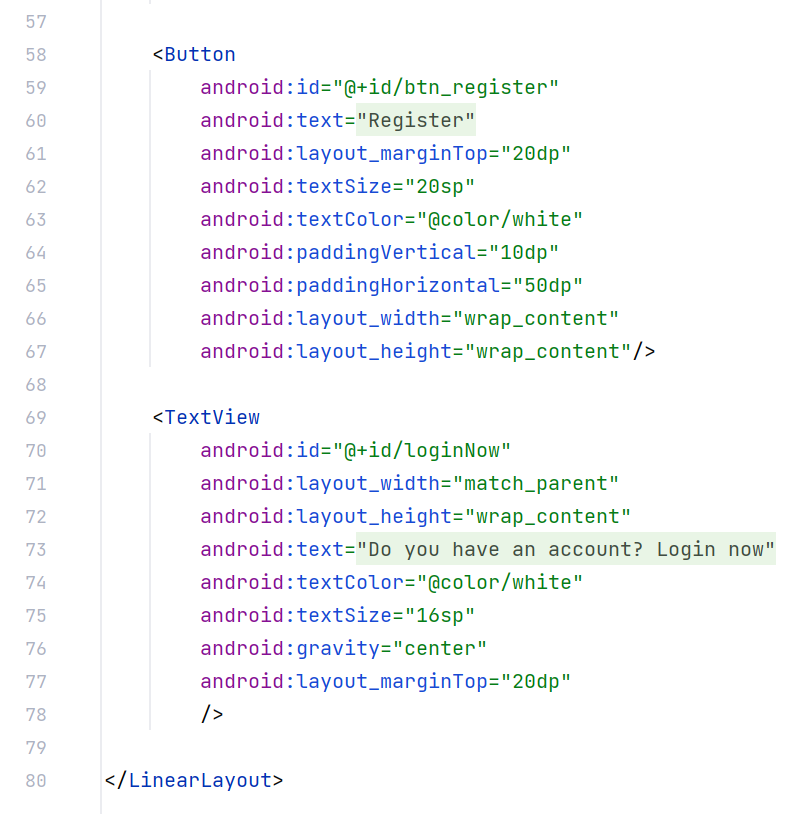 57
58 <Button
59 android:id="@+id/btn_register"
60 android:text="Register"
61 android:layout_marginTop="20dp"
62 android:textSize="20sp"
63 android:textColor="@color/white"
64 android:paddingVertical="10dp"
65 android:paddingHorizontal="50dp"
66 android:layout_width="wrap_content"
67 android:layout_height="wrap_content"/>
68
69 <TextView
70 android:id="@+id/loginNow"
71 android:layout_width="match_parent"
72 android:layout_height="wrap_content"
73 android:text="Do you have an account? Login now"
74 android:textColor="@color/white"
75 android:textSize="16sp"
76 android:gravity="center"
77 android:layout_marginTop="20dp"
78 />
79
80 </LinearLayout>